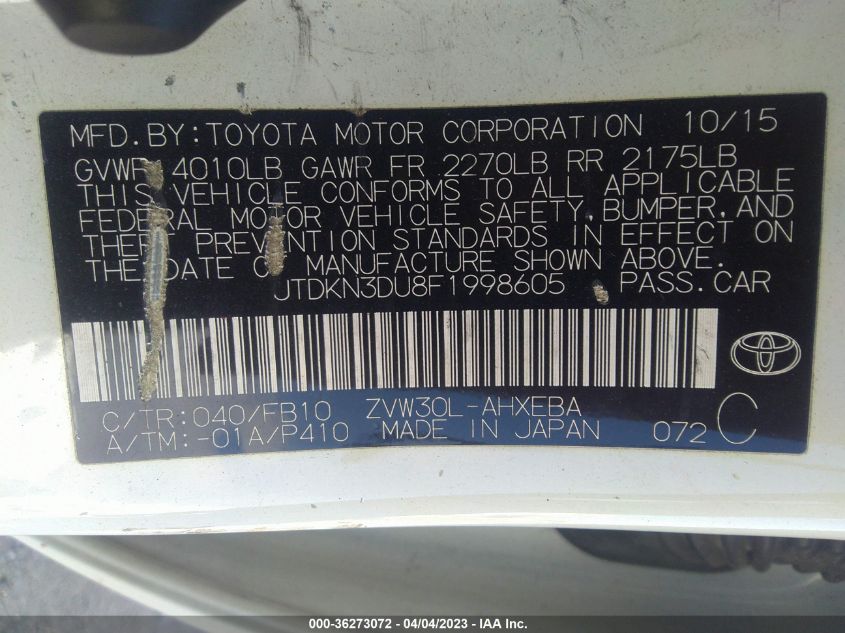 MFD. BY: TOYOTA MOTOR CORPORATION 10/15
GVWR 4010LB GAWR FR 2270LB RR 2175LB
THIS VEHICLE CONFORMS TO ALL APPLICABLE
FEDERAL MOTOR VEHICLE SAFETY, BUMPER, AND
THEFT PREVENTION STANDARDS IN EFFECT ON
THE DATE OF MANUFACTURE SHOWN ABOVE.
JTDKN3DU8F1998605 PASS. CAR
C/TR: 040/FB10 ZVW30L-AHXEBA
A/TM: -01A/P410 MADE IN JAPAN 072 C
000-36273072 - 04/04/2023 - IAA Inc.